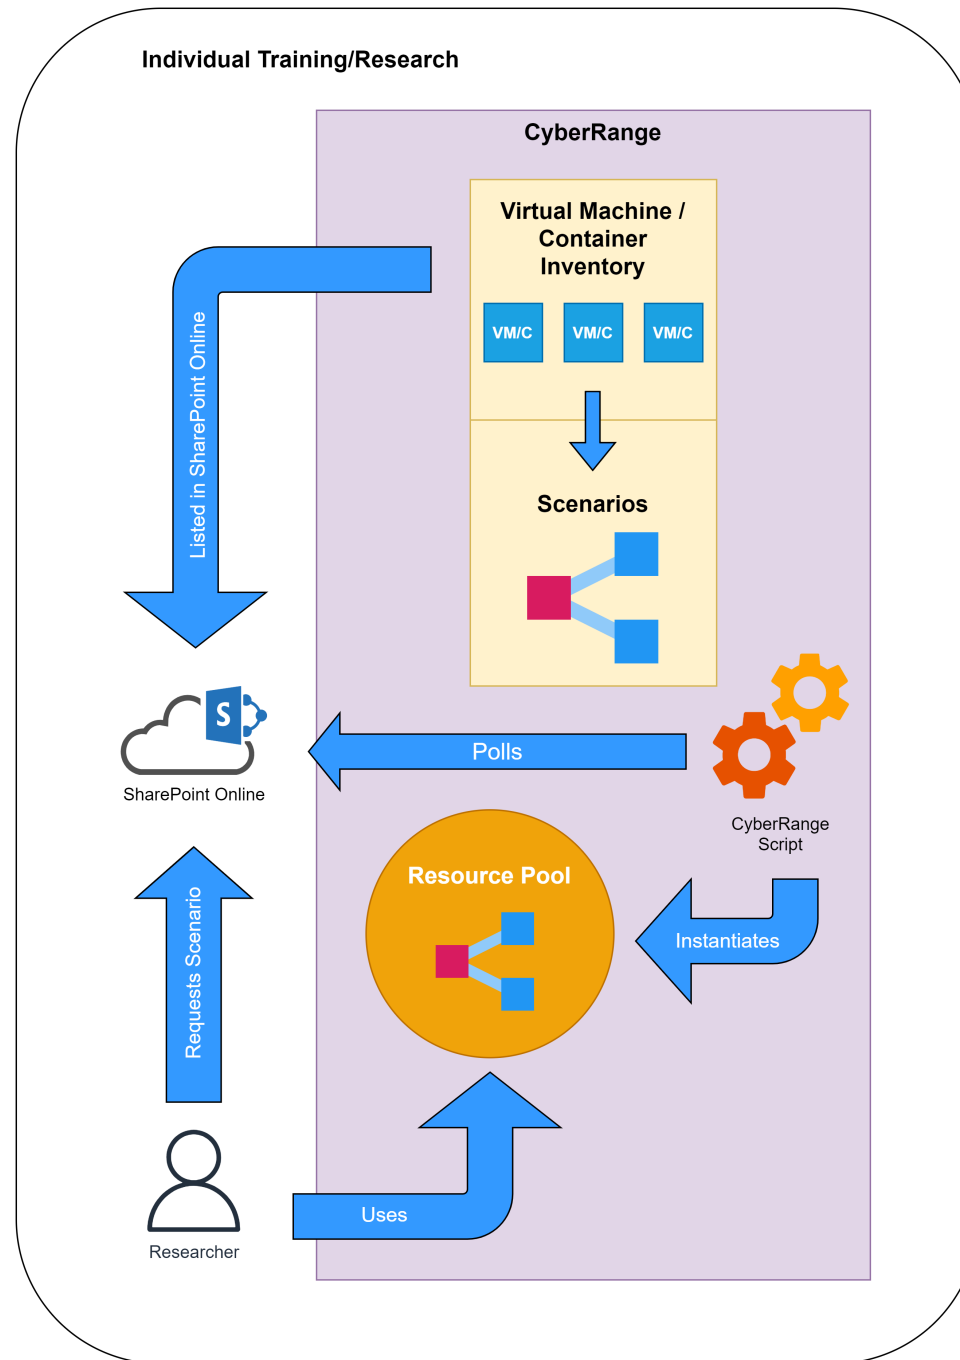 Individual Training/Research
CyberRange
Virtual Machine /
Container
Inventory
VM/C
VM/C
VM/C
Listed in SharePoint Online
Scenarios
S
SharePoint Online
Polls
CyberRange
Script
Resource Pool
Instantiates
Requests Scenario
Uses
Researcher